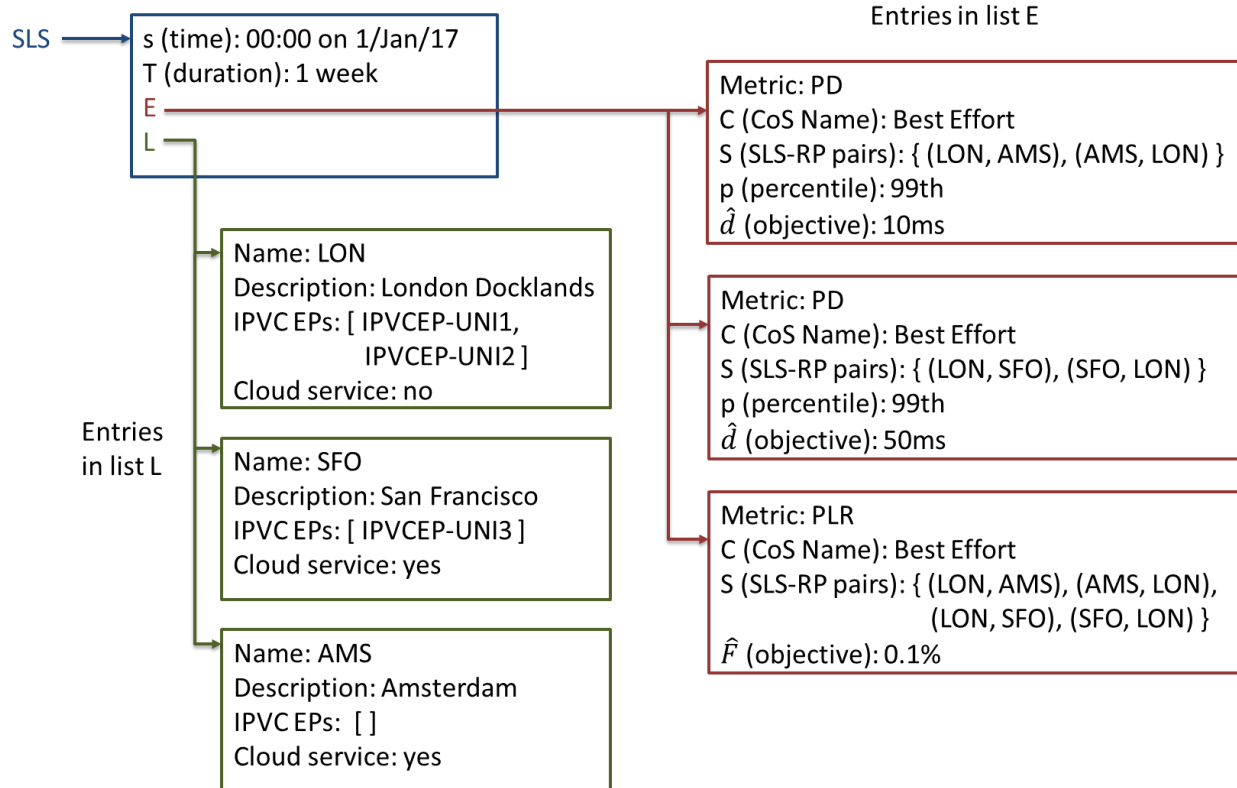 SLS
s (time): 00:00 on 1/Jan/17
T (duration): 1 week
E
L
Entries in list L
Name: LON
Description: London Docklands
IPVC EPs: [ IPVCEP-UNI1,
IPVCEP-UNI2 ]
Cloud service: no
Name: SFO
Description: San Francisco
IPVC EPs: [ IPVCEP-UNI3 ]
Cloud service: yes
Name: AMS
Description: Amsterdam
IPVC EPs: [ ]
Cloud service: yes
Entries in list E
Metric: PD
C (CoS Name): Best Effort
S (SLS-RP pairs): { (LON, AMS), (AMS, LON) }
p (percentile): 99th
d̂ (objective): 10ms
Metric: PD
C (CoS Name): Best Effort
S (SLS-RP pairs): { (LON, SFO), (SFO, LON) }
p (percentile): 99th
d̂ (objective): 50ms
Metric: PLR
C (CoS Name): Best Effort
S (SLS-RP pairs): { (LON, AMS), (AMS, LON),
(LON, SFO), (SFO, LON) }
F̂ (objective): 0.1%